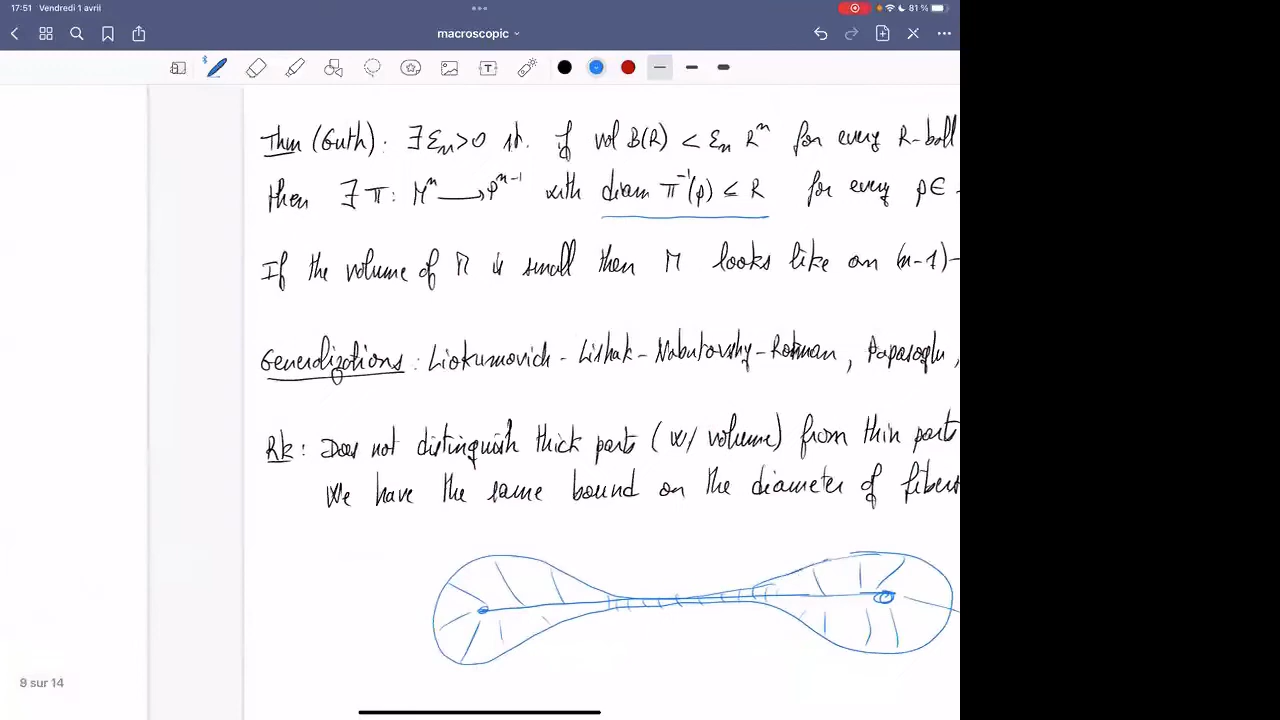 17:51 Vendredi 1 avril
81 %
macroscopic
Thm (Guth): ∃ εₙ>0 st. if vol B(R) < εₙ Rⁿ for every R-ball
then ∃ π: Mⁿ → Pⁿ⁻¹ with diam π⁻¹(p) ≤ R for every p∈
If the volume of M is small then M looks like an (n-1)-
Generalizations: Liokumovich - Lishak - Nabutovsky - Rotman, Papasoglu,
Rk: Does not distinguish thick parts (w/ volume) from thin parts
We have the same bound on the diameter of fibers
9 sur 14